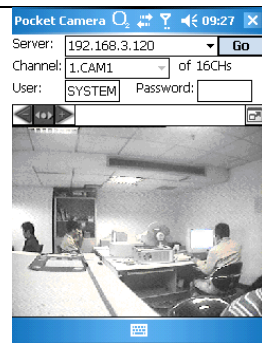 Pocket Camera 09:27
Server: 192.168.3.120 Go
Channel: 1.CAM1 of 16CHs
User: SYSTEM Password: